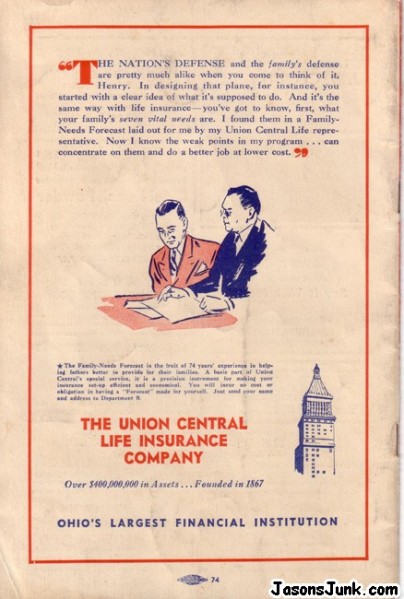 “THE NATION'S DEFENSE and the family's defense
are pretty much alike when you come to think of it,
Henry. In designing that plane, for instance, you
started with a clear idea of what it's supposed to do. And it's the
same way with life insurance—you've got to know, first, what
your family's seven vital needs are. I found them in a Family-
Needs Forecast laid out for me by my Union Central Life repre-
sentative. Now I know the weak points in my program . . . can
concentrate on them and do a better job at lower cost.”
★The Family-Needs Forecast is the fruit of 74 years' experience in help-
ing fathers better to provide for their families. A basic part of Union
Central's special service, it is a precision instrument for making your
insurance set-up efficient and economical. You will incur no cost or
obligation in having a "Forecast" made for yourself. Just send your name
and address to Department
THE UNION CENTRAL
LIFE INSURANCE
COMPANY
Over $400,000,000 in Assets . . . Founded in 1867
OHIO'S LARGEST FINANCIAL INSTITUTION
74
JasonsJunk.com